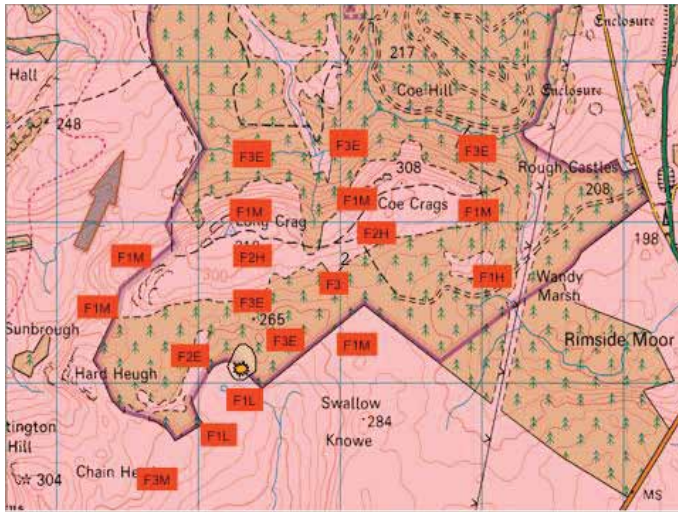 Enclosure
217
Hall
Coe Hill
Enclosure
248
F3E
F3E
F3E
308
Rough Castles
F1M
Coe Crags
208
F1M
F1M
Long Crag
F2H
198
F1M
F2H
2
300
F1H
Wandy
Marsh
F3
F1M
F3E
265
Sunbrough
F3E
F1M
Rimside Moor
F2E
Hard Heugh
F1L
Swallow
284
Knowe
F1L
tington
Hill
304
Chain He
F3M
MS